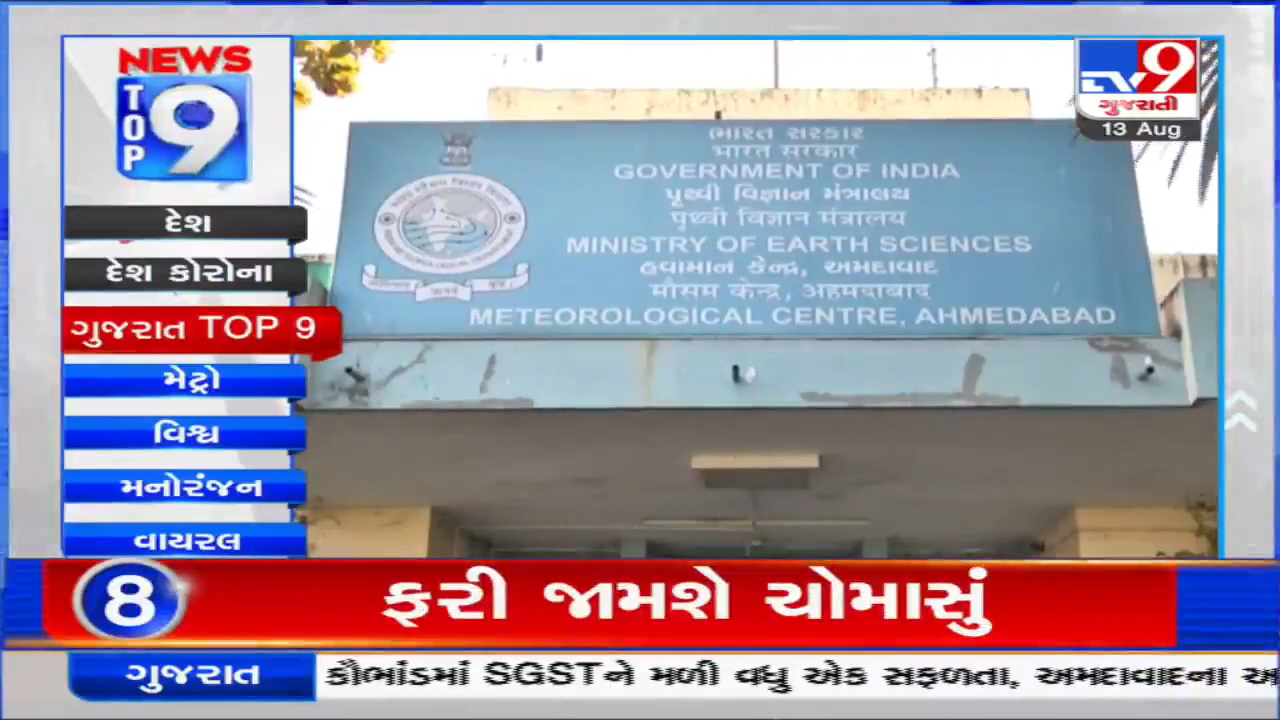 NEWS
TOP 9
TV9
ગુજરાતી
13 Aug
દેશ
દેશ કોરોના
ગુજરાત TOP 9
મેટ્રો
વિશ્વ
મનોરંજન
વાયરલ
ભારત સરકાર
भारत सरकार
GOVERNMENT OF INDIA
પૃથ્વી વિજ્ઞાન મંત્રાલય
पृथ्वी विज्ञान मंत्रालय
MINISTRY OF EARTH SCIENCES
હવામાન કેન્દ્ર, અમદાવાદ
मौसम केन्द्र, अहमदाबाद
METEOROLOGICAL CENTRE, AHMEDABAD
8 ફરી જામશે ચોમાસું
ગુજરાત કૌભાંડમાં SGSTને મળી વધુ એક સફળતા, અમદાવાદના